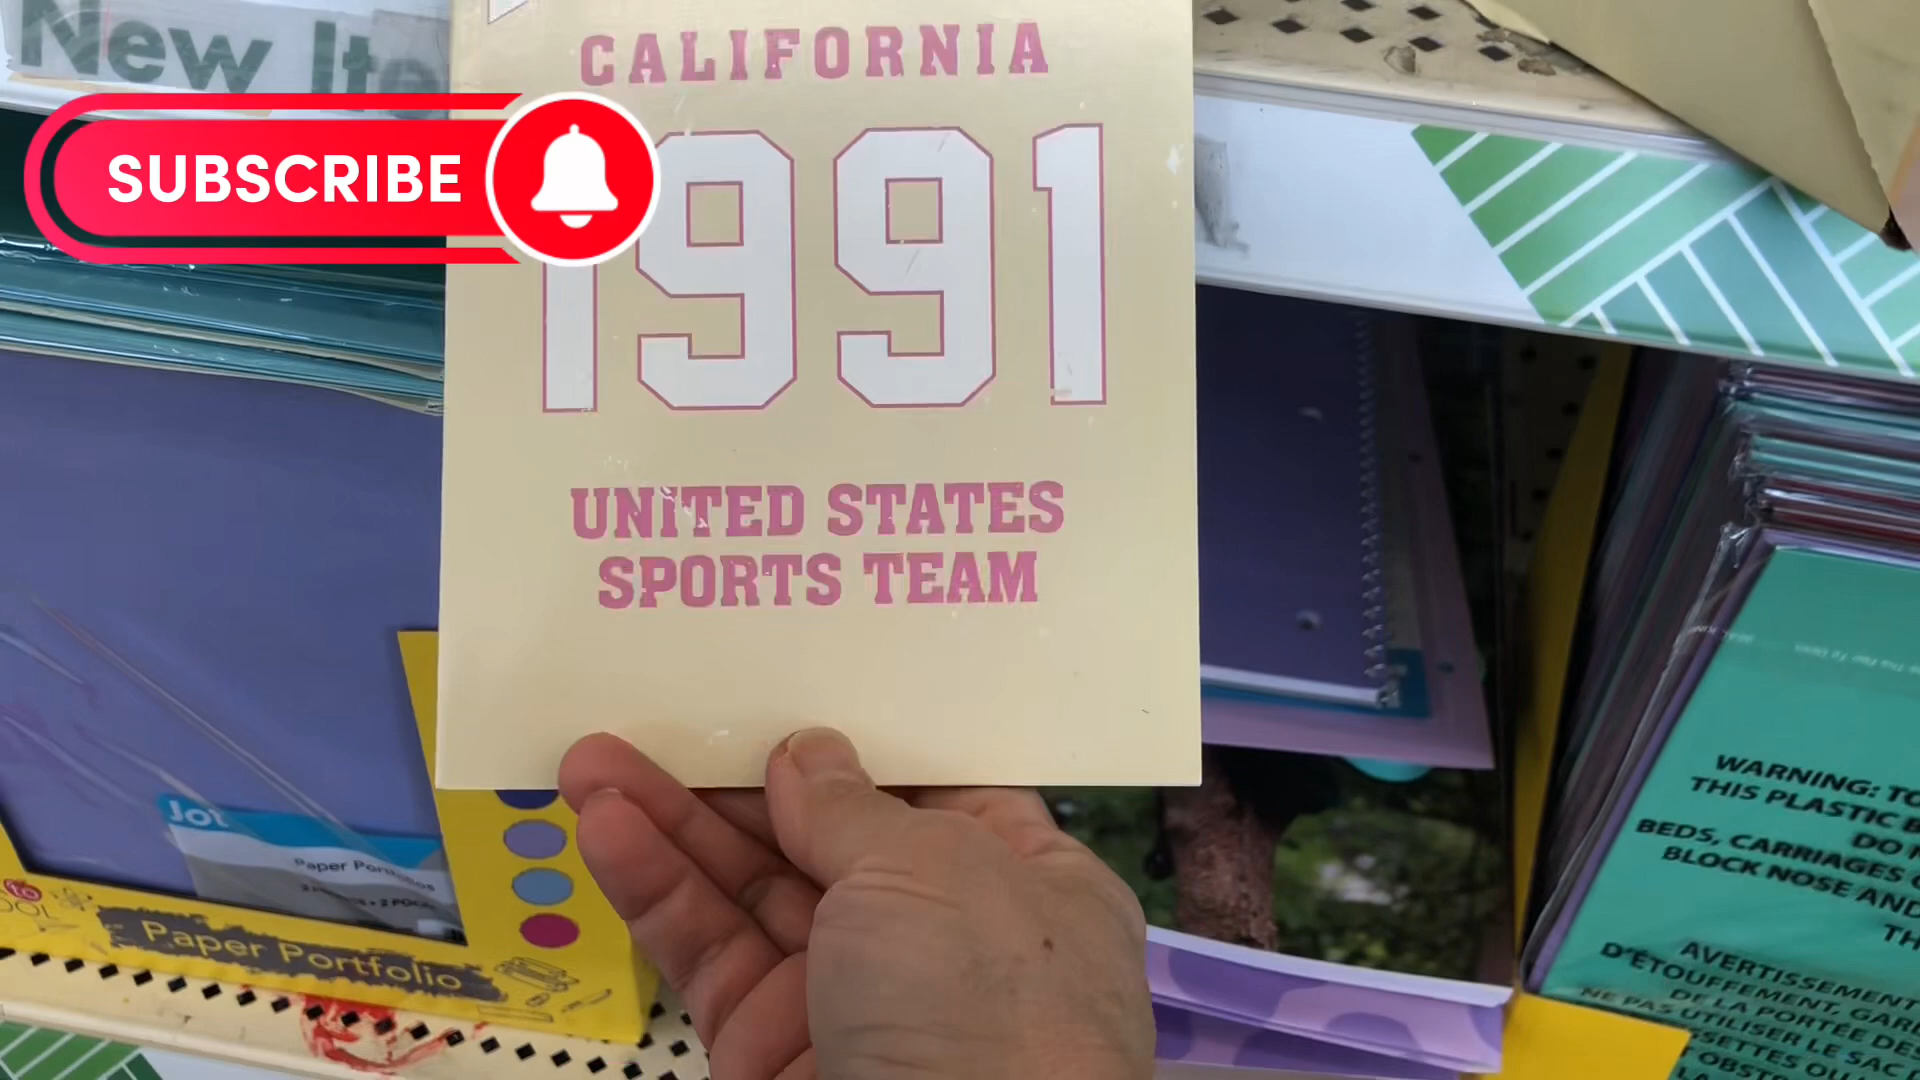 New Ite
CALIFORNIA
SUBSCRIBE
1991
UNITED STATES
SPORTS TEAM
Jot
Paper Portfolios
Paper Portfolio
WARNING: TO
THIS PLASTIC B
DO N
BEDS, CARRIAGES O
BLOCK NOSE AND
TH
AVERTISSEMENT
D'ÉTOUFFEMENT, GAR
DE LA PORTÉE DES
NE PAS UTILISER LE SAC D